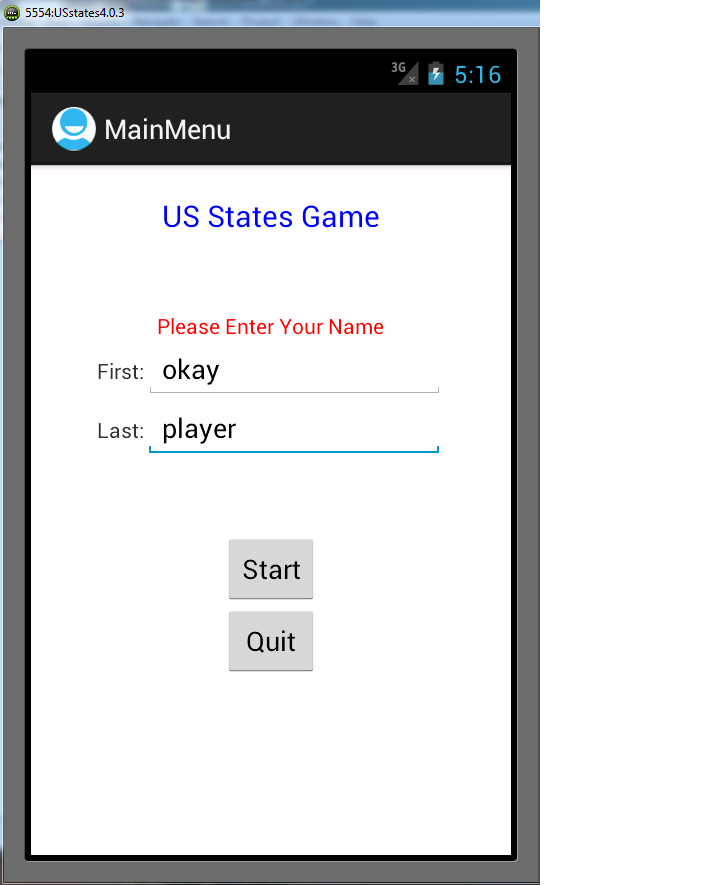 5554:USstates4.0.3
3G
5:16
MainMenu
US States Game
Please Enter Your Name
First: okay
Last: player
Start
Quit